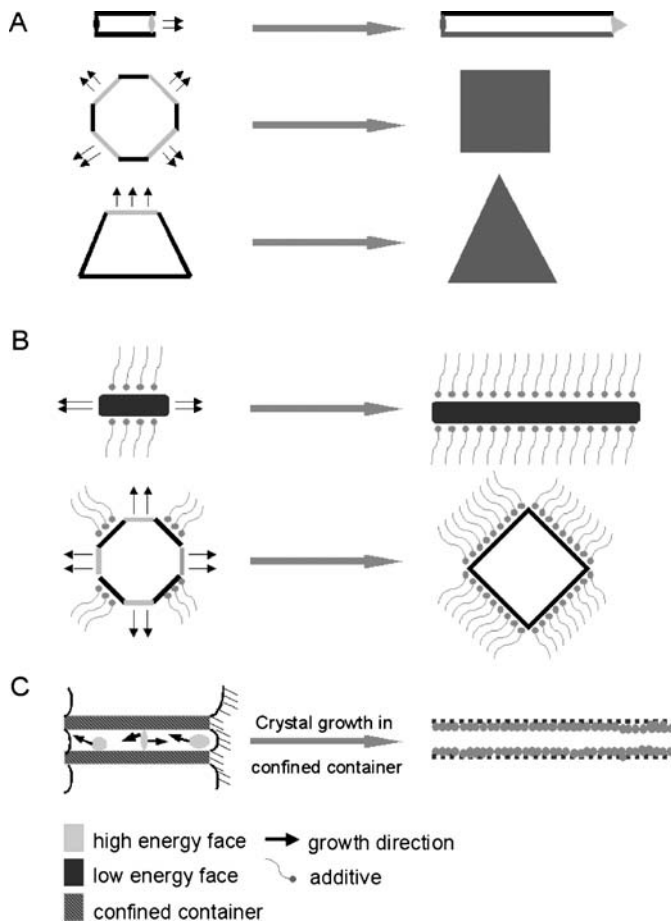 A
B
C
Crystal growth in
confined container
high energy face
growth direction
low energy face
additive
confined container